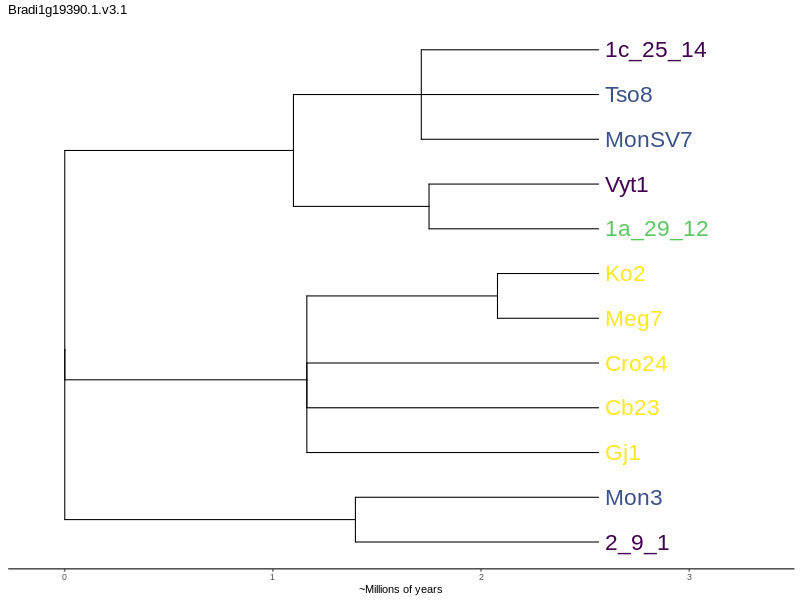 Bradi1g19390.1.v3.1
1c_25_14
Tso8
MonSV7
Vyt1
1a_29_12
Ko2
Meg7
Cro24
Cb23
Gj1
Mon3
2_9_1
0 1 2 3
~Millions of years